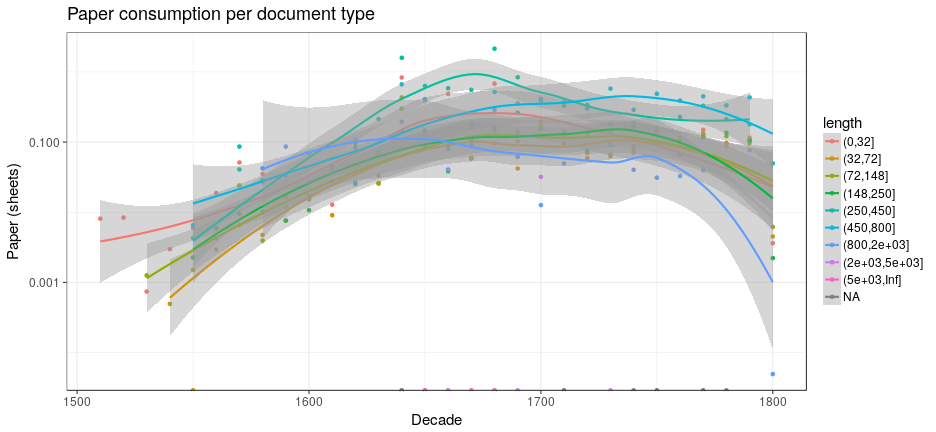 Paper consumption per document type
Paper (sheets)
0.100
0.001
1500
1600
1700
1800
Decade
length
(0,32]
(32,72]
(72,148]
(148,250]
(250,450]
(450,800]
(800,2e+03]
(2e+03,5e+03]
(5e+03,Inf]
NA